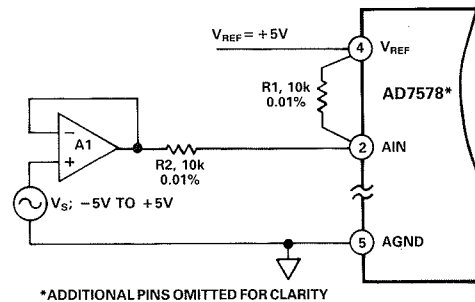 VREF = +5V
4
VREF
R1, 10k
0.01%
AD7578*
A1
−
+
R2, 10k
0.01%
2
AIN
VS; −5V TO +5V
5
AGND
*ADDITIONAL PINS OMITTED FOR CLARITY